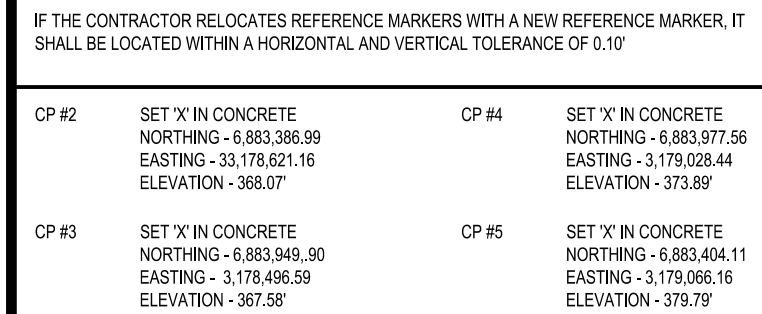 IF THE CONTRACTOR RELOCATES REFERENCE MARKERS WITH A NEW REFERENCE MARKER, IT
SHALL BE LOCATED WITHIN A HORIZONTAL AND VERTICAL TOLERANCE OF 0.10'
CP #2 SET 'X' IN CONCRETE
NORTHING - 6,883,386.99
EASTING - 33,178,621.16
ELEVATION - 368.07'
CP #4 SET 'X' IN CONCRETE
NORTHING - 6,883,977.56
EASTING - 3,179,028.44
ELEVATION - 373.89'
CP #3 SET 'X' IN CONCRETE
NORTHING - 6,883,949,.90
EASTING - 3,178,496.59
ELEVATION - 367.58'
CP #5 SET 'X' IN CONCRETE
NORTHING - 6,883,404.11
EASTING - 3,179,066.16
ELEVATION - 379.79'